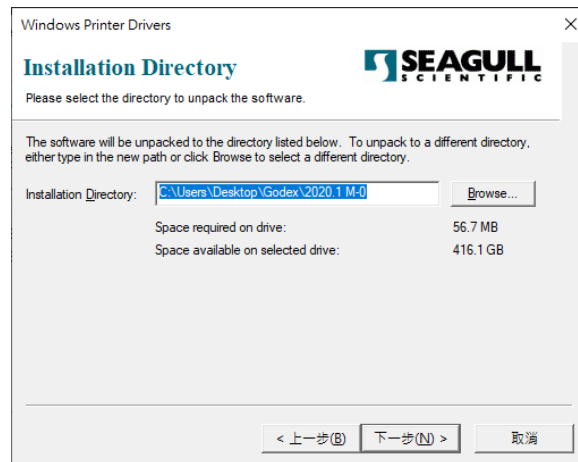 Windows Printer Drivers
Installation Directory
SEAGULL
SCIENTIFIC
Please select the directory to unpack the software.
The software will be unpacked to the directory listed below.  To unpack to a different directory,
either type in the new path or click Browse to select a different directory.
Installation Directory: C:\Users\Desktop\Godex\2020.1 M-0 Browse...
Space required on drive: 56.7 MB
Space available on selected drive: 416.1 GB
< 上一步(B) 下一步(N) > 取消